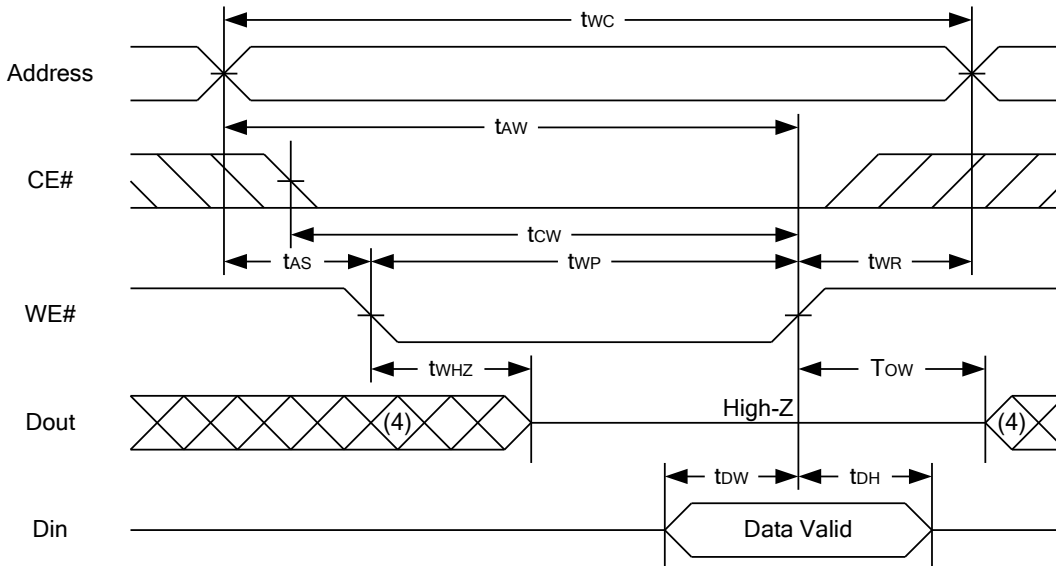 tWC
Address
tAW
CE#
tCW
tAS
tWP
tWR
WE#
tWHZ
TOW
High-Z
Dout
(4)
(4)
tDW
tDH
Din
Data Valid